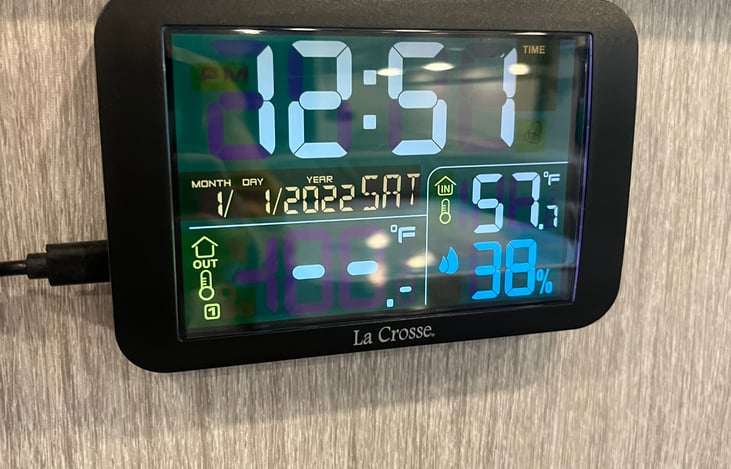 TIME
PM 12:51
MONTH DAY YEAR
1/ 1/2022 SAT
IN 57.7 °F
38%
°F
OUT --.-
1
La Crosse®